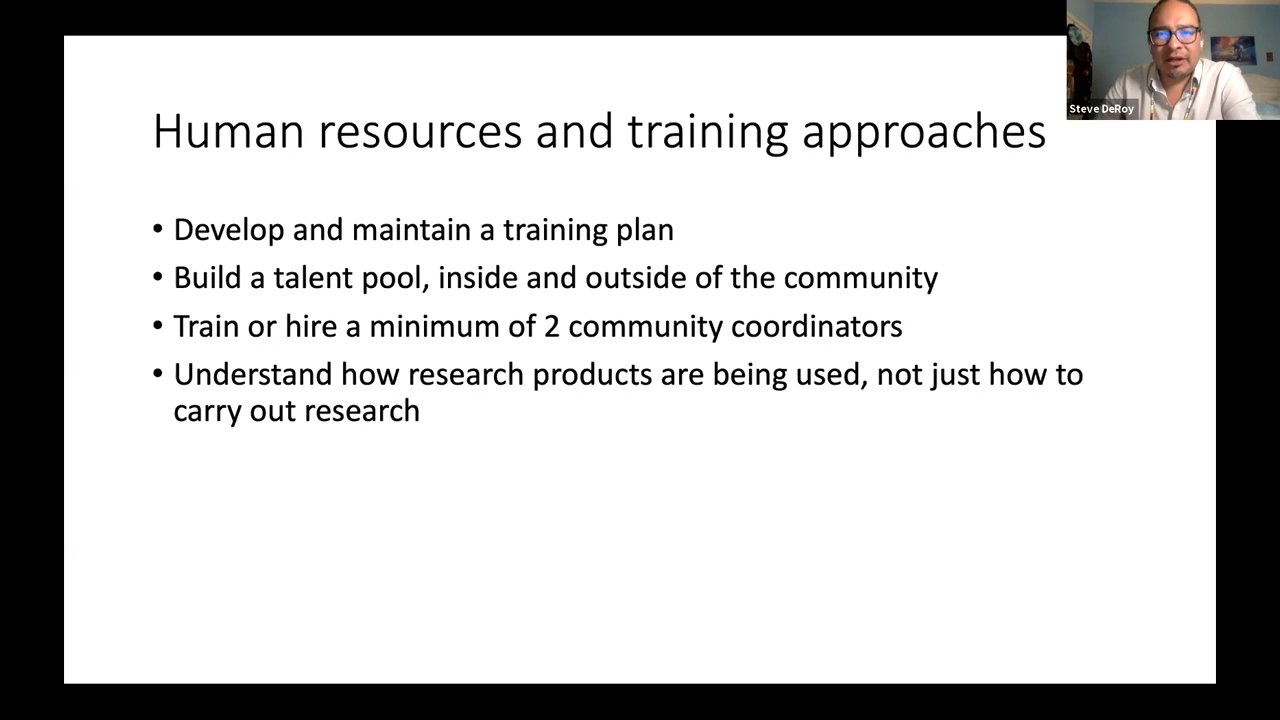 Steve DeRoy
Human resources and training approaches
• Develop and maintain a training plan
• Build a talent pool, inside and outside of the community
• Train or hire a minimum of 2 community coordinators
• Understand how research products are being used, not just how to
carry out research